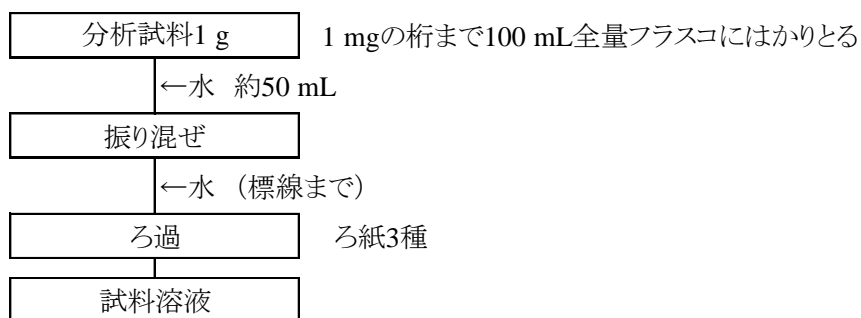 分析試料1 g　1 mgの桁まで100 mL全量フラスコにはかりとる
←水　約50 mL
振り混ぜ
←水　（標線まで）
ろ過　ろ紙3種
試料溶液